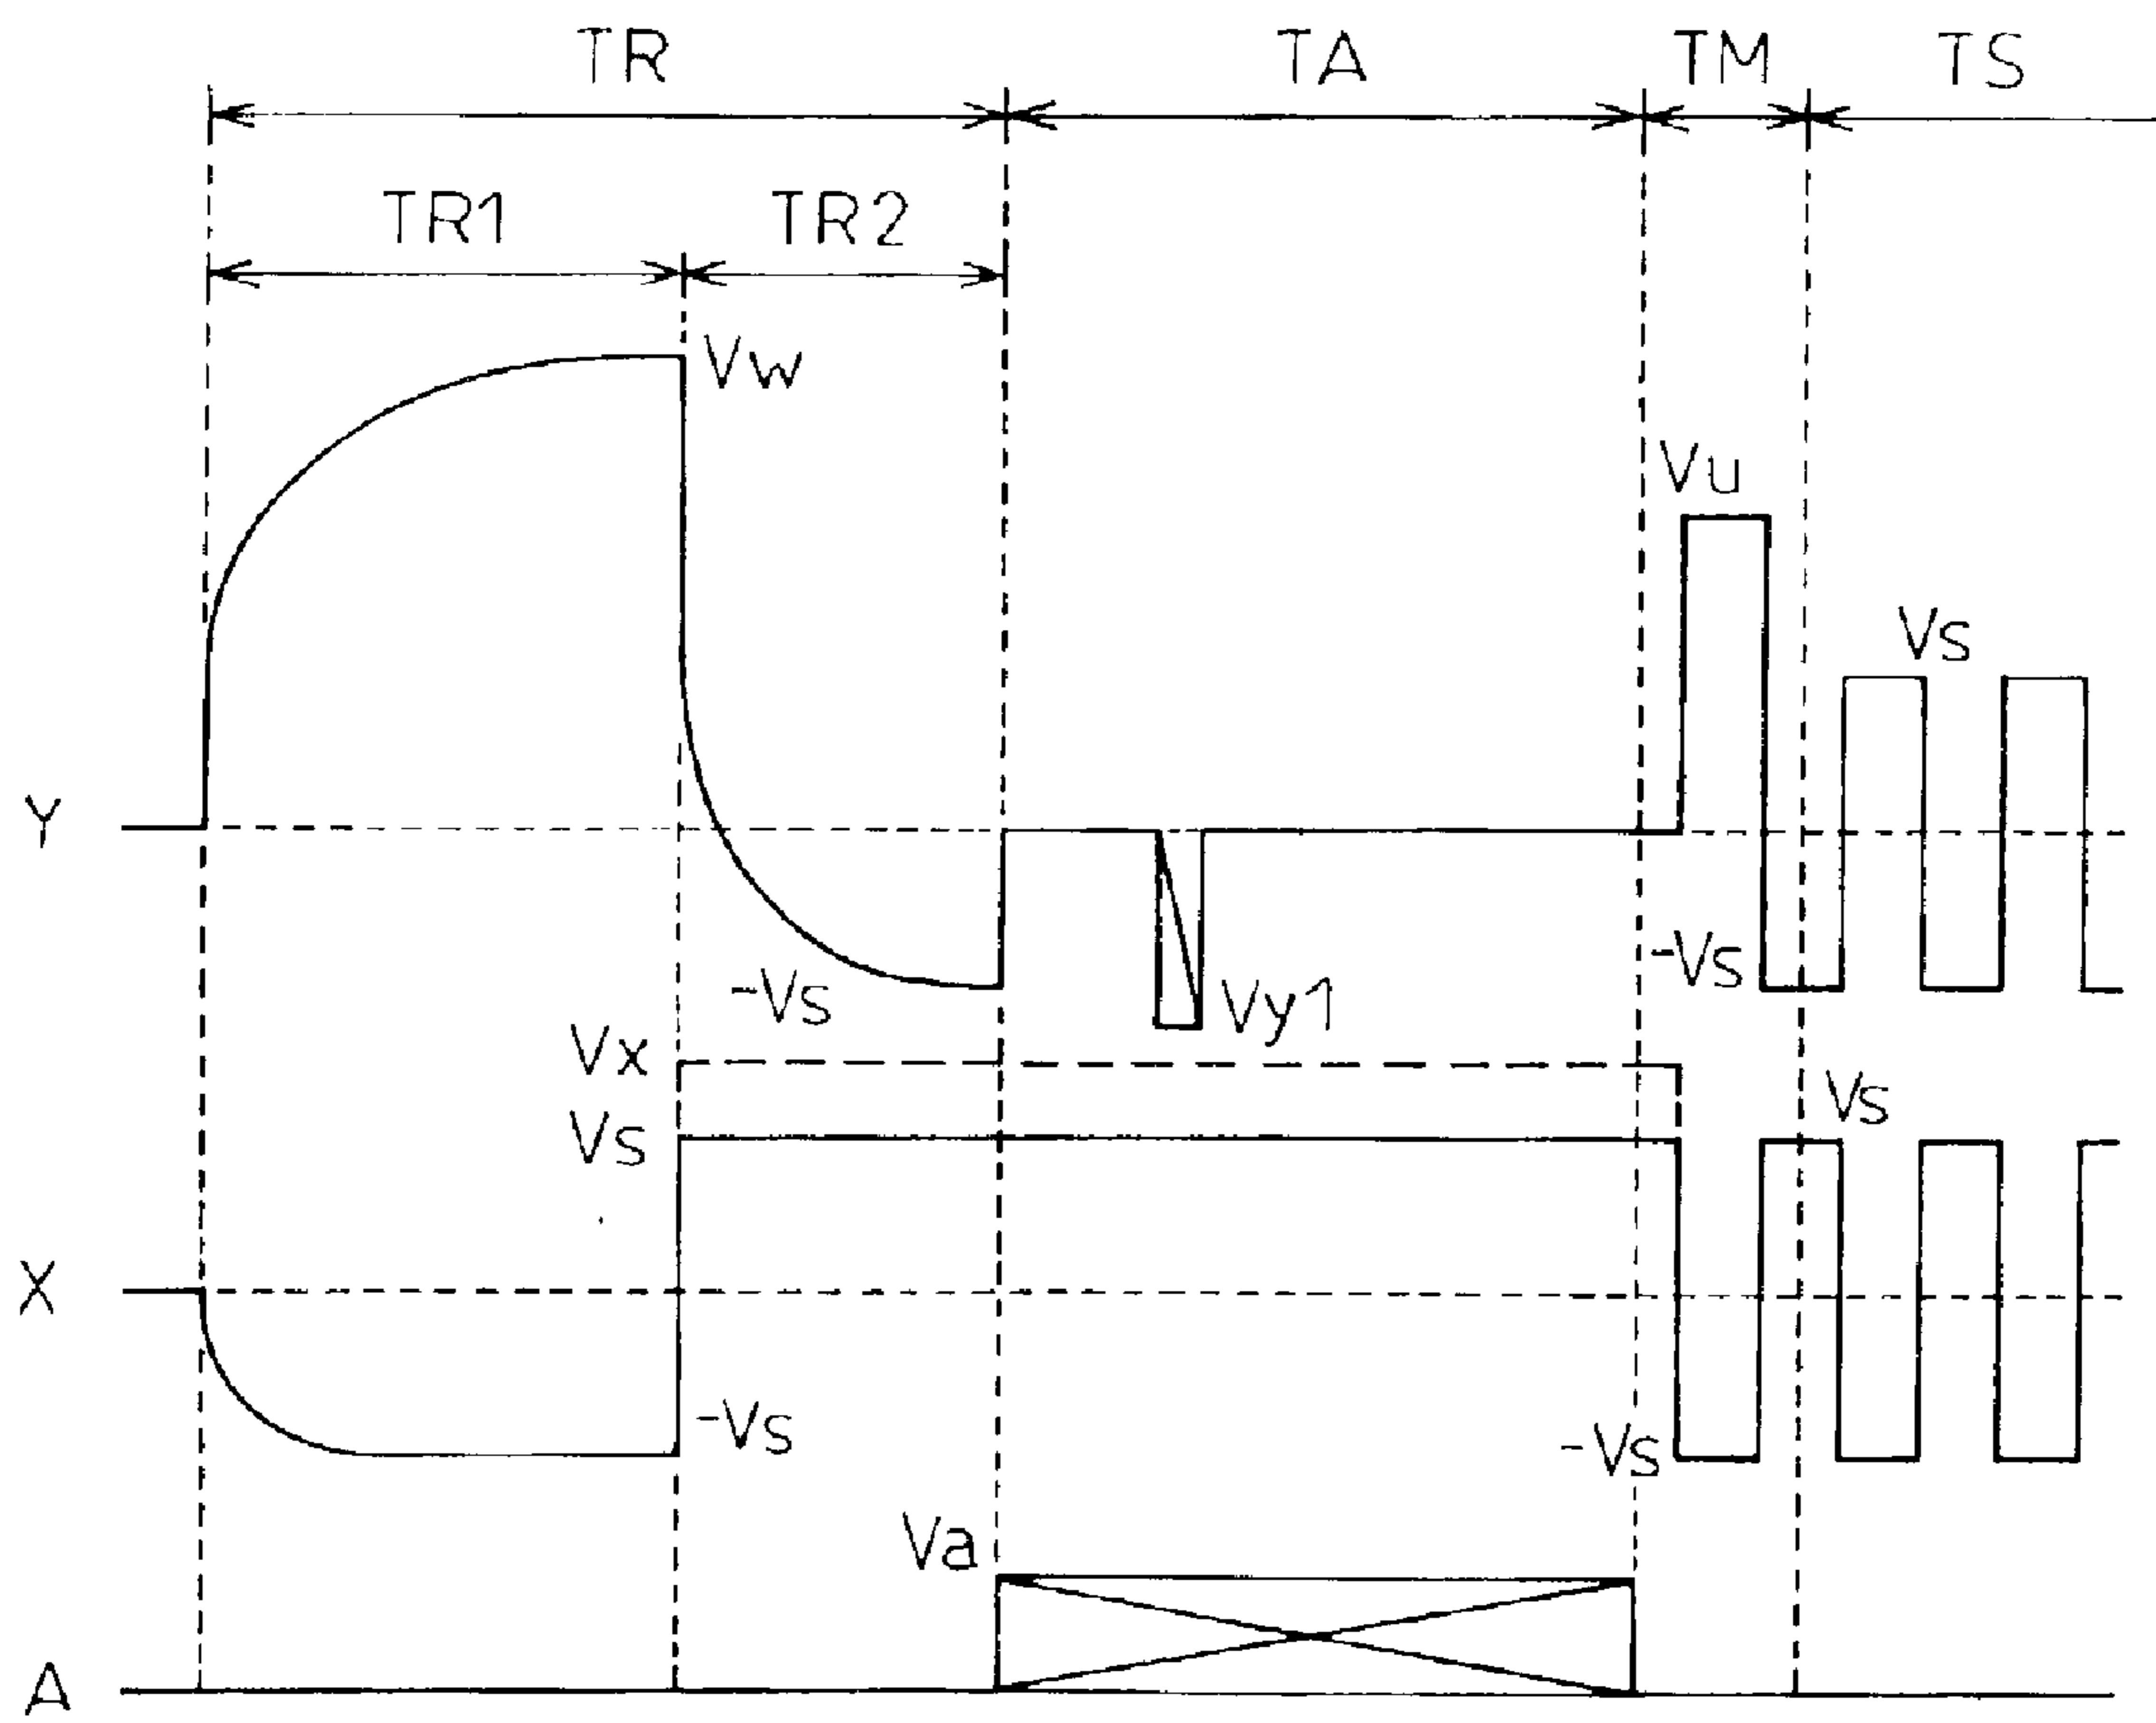 TR TA TM TS
TR1 TR2
Vw
Vu
Vs
Y
-Vs
-Vs Vy1
Vx
Vs
Vs
X
-Vs
-Vs
Va
A